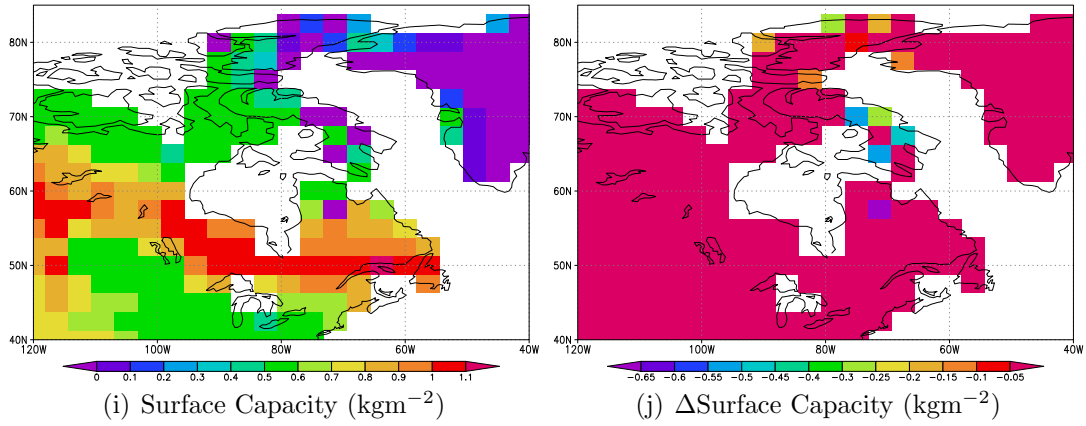 80N
70N
60N
50N
40N
120W 100W 80W 60W 40W
0 0.1 0.2 0.4 0.5 0.6 0.7 0.8 0.9 1 1.1
(i) Surface Capacity (kgm⁻²)
80N
70N
60N
50N
40N
120W 100W 80W 60W 40W
−0.65 −0.6 −0.55 −0.5 −0.45 −0.4 −0.3 −0.25 −0.2 −0.15 −0.1 −0.05
(j) ΔSurface Capacity (kgm⁻²)